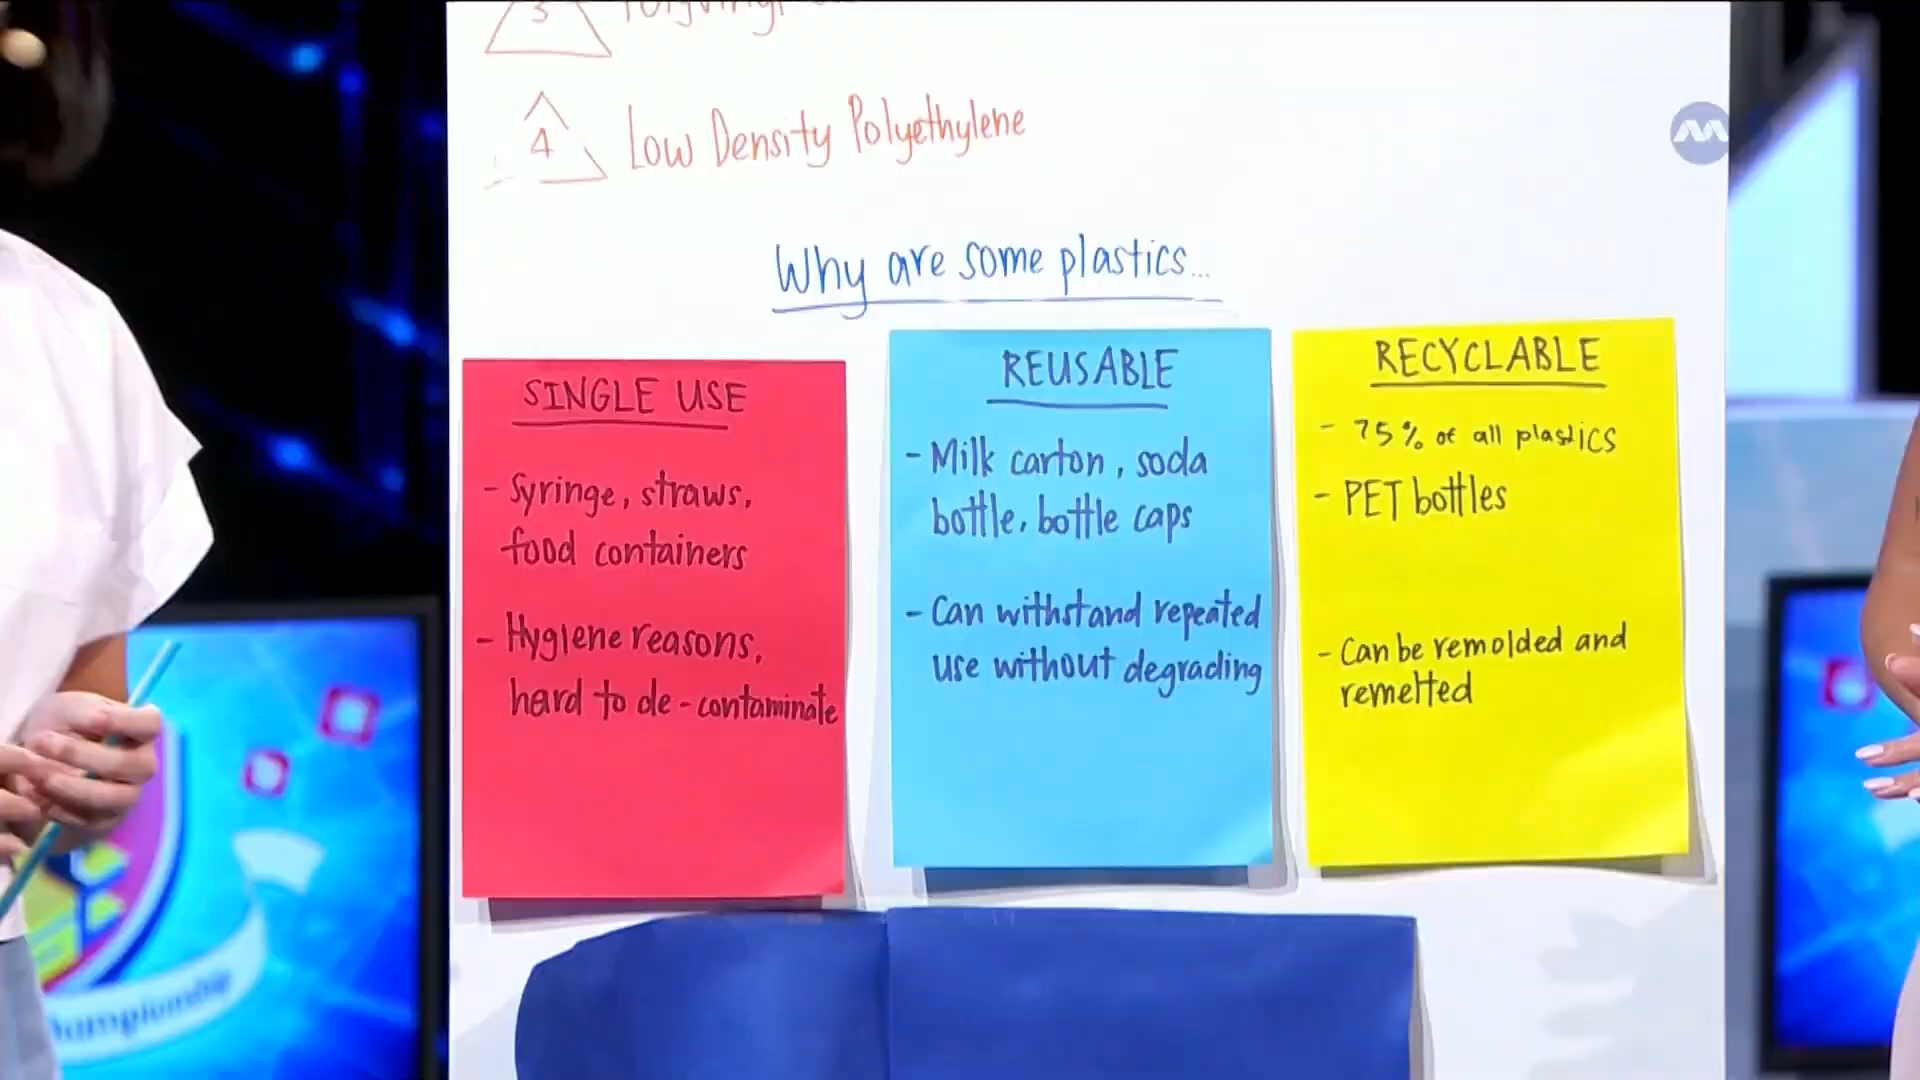 3
4 Low Density Polyethylene
Why are some plastics...
SINGLE USE
- Syringe, straws,
food containers
- Hygiene reasons,
hard to de-contaminate
REUSABLE
- Milk carton, soda
bottle, bottle caps
- Can withstand repeated
use without degrading
RECYCLABLE
- 75% of all plastics
- PET bottles
- Can be remolded and
remelted
hampionship